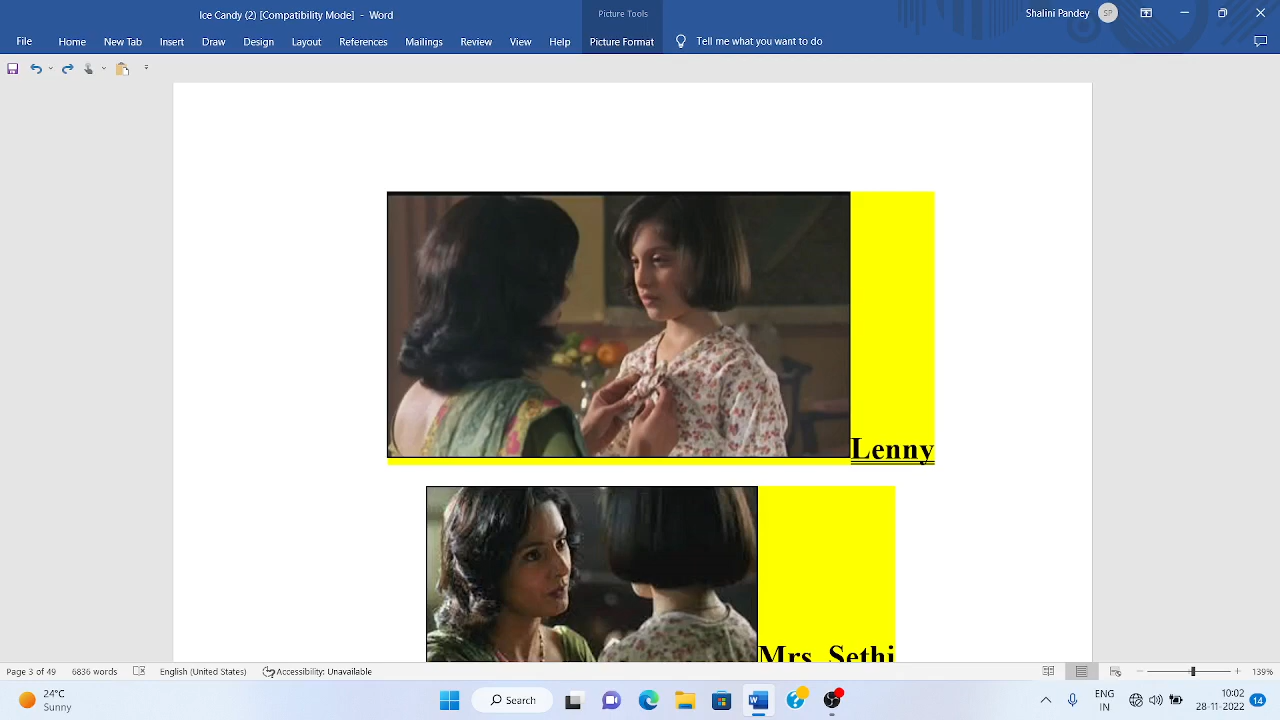 Ice Candy (2) [Compatibility Mode] - Word
Picture Tools
Shalini Pandey
SP
File
Home
New Tab
Insert
Draw
Design
Layout
References
Mailings
Review
View
Help
Picture Format
Tell me what you want to do
Lenny
Mrs. Sethi
Page 3 of 49
6836 words
English (United States)
Accessibility: Unavailable
139%
24°C
Sunny
Search
ENG
IN
10:02
28-11-2022
14